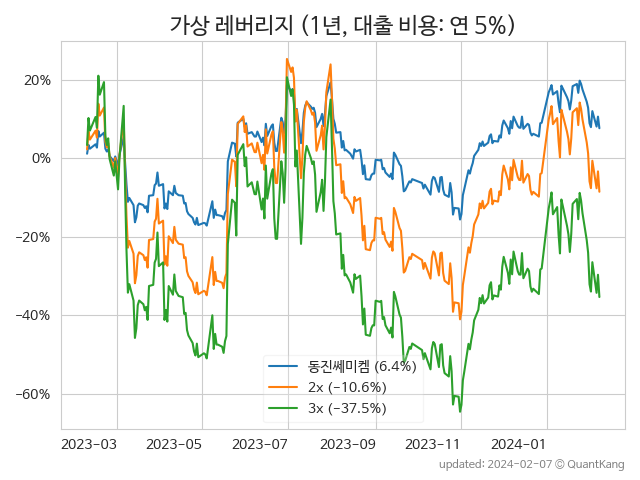 가상 레버리지 (1년, 대출 비용: 연 5%)
20%
0%
−20%
−40%
−60%
동진쎄미켐 (6.4%)
2x (−10.6%)
3x (−37.5%)
2023-03 2023-05 2023-07 2023-09 2023-11 2024-01
updated: 2024-02-07 © QuantKang